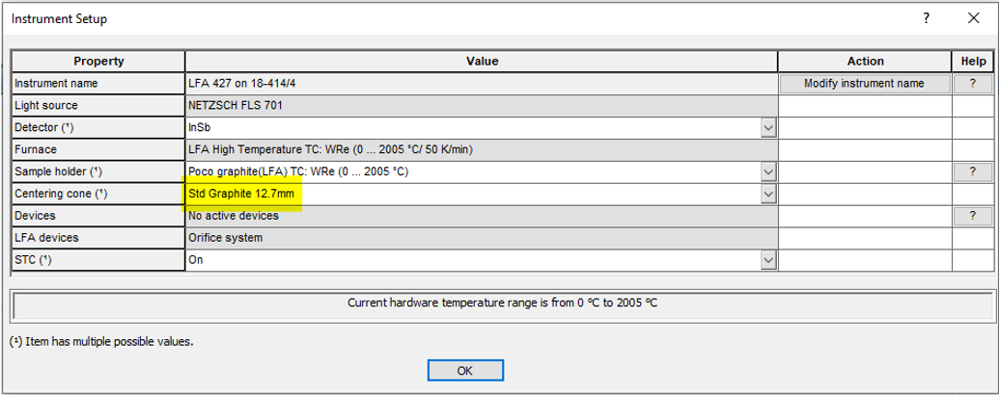 Instrument Setup
? ×
Property Value Action Help
Instrument name LFA 427 on 18-414/4 Modify instrument name ?
Light source NETZSCH FLS 701
Detector (¹) InSb
Furnace LFA High Temperature TC: WRe (0 ... 2005 °C/ 50 K/min)
Sample holder (¹) Poco graphite(LFA) TC: WRe (0 ... 2005 °C) ?
Centering cone (¹) Std Graphite 12.7mm
Devices No active devices ?
LFA devices Orifice system
STC (¹) On
Current hardware temperature range is from 0 °C to 2005 °C
(¹) Item has multiple possible values.
OK